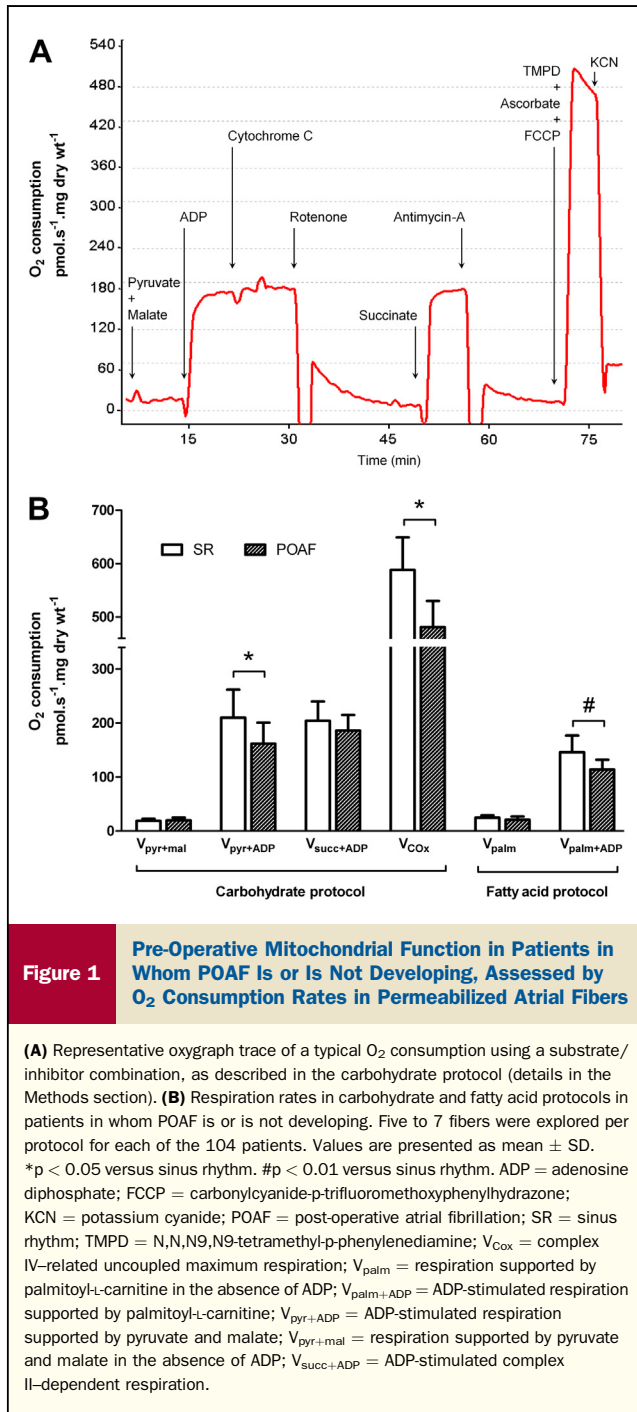 A
O2 consumption
pmol.s-1.mg dry wt-1
540
480
420
360
300
240
180
120
60
0
Pyruvate
+
Malate
ADP
Cytochrome C
Rotenone
Succinate
Antimycin-A
TMPD
+
Ascorbate
+
FCCP
KCN
15
30
45
60
75
Time (min)
B
O2 consumption
pmol.s-1.mg dry wt-1
700
600
500
300
200
100
0
SR
POAF
*
*
#
Vpyr+mal
Vpyr+ADP
Vsucc+ADP
VCOx
Vpalm
Vpalm+ADP
Carbohydrate protocol
Fatty acid protocol
Figure 1
Pre-Operative Mitochondrial Function in Patients in
Whom POAF Is or Is Not Developing, Assessed by
O2 Consumption Rates in Permeabilized Atrial Fibers
(A) Representative oxygraph trace of a typical O2 consumption using a substrate/
inhibitor combination, as described in the carbohydrate protocol (details in the
Methods section). (B) Respiration rates in carbohydrate and fatty acid protocols in
patients in whom POAF is or is not developing. Five to 7 fibers were explored per
protocol for each of the 104 patients. Values are presented as mean ± SD.
*p < 0.05 versus sinus rhythm. #p < 0.01 versus sinus rhythm. ADP = adenosine
diphosphate; FCCP = carbonylcyanide-p-trifluoromethoxyphenylhydrazone;
KCN = potassium cyanide; POAF = post-operative atrial fibrillation; SR = sinus
rhythm; TMPD = N,N,N9,N9-tetramethyl-p-phenylenediamine; VCox = complex
IV–related uncoupled maximum respiration; Vpalm = respiration supported by
palmitoyl-L-carnitine in the absence of ADP; Vpalm+ADP = ADP-stimulated respiration
supported by palmitoyl-L-carnitine; Vpyr+ADP = ADP-stimulated respiration
supported by pyruvate and malate; Vpyr+mal = respiration supported by pyruvate
and malate in the absence of ADP; Vsucc+ADP = ADP-stimulated complex
II–dependent respiration.